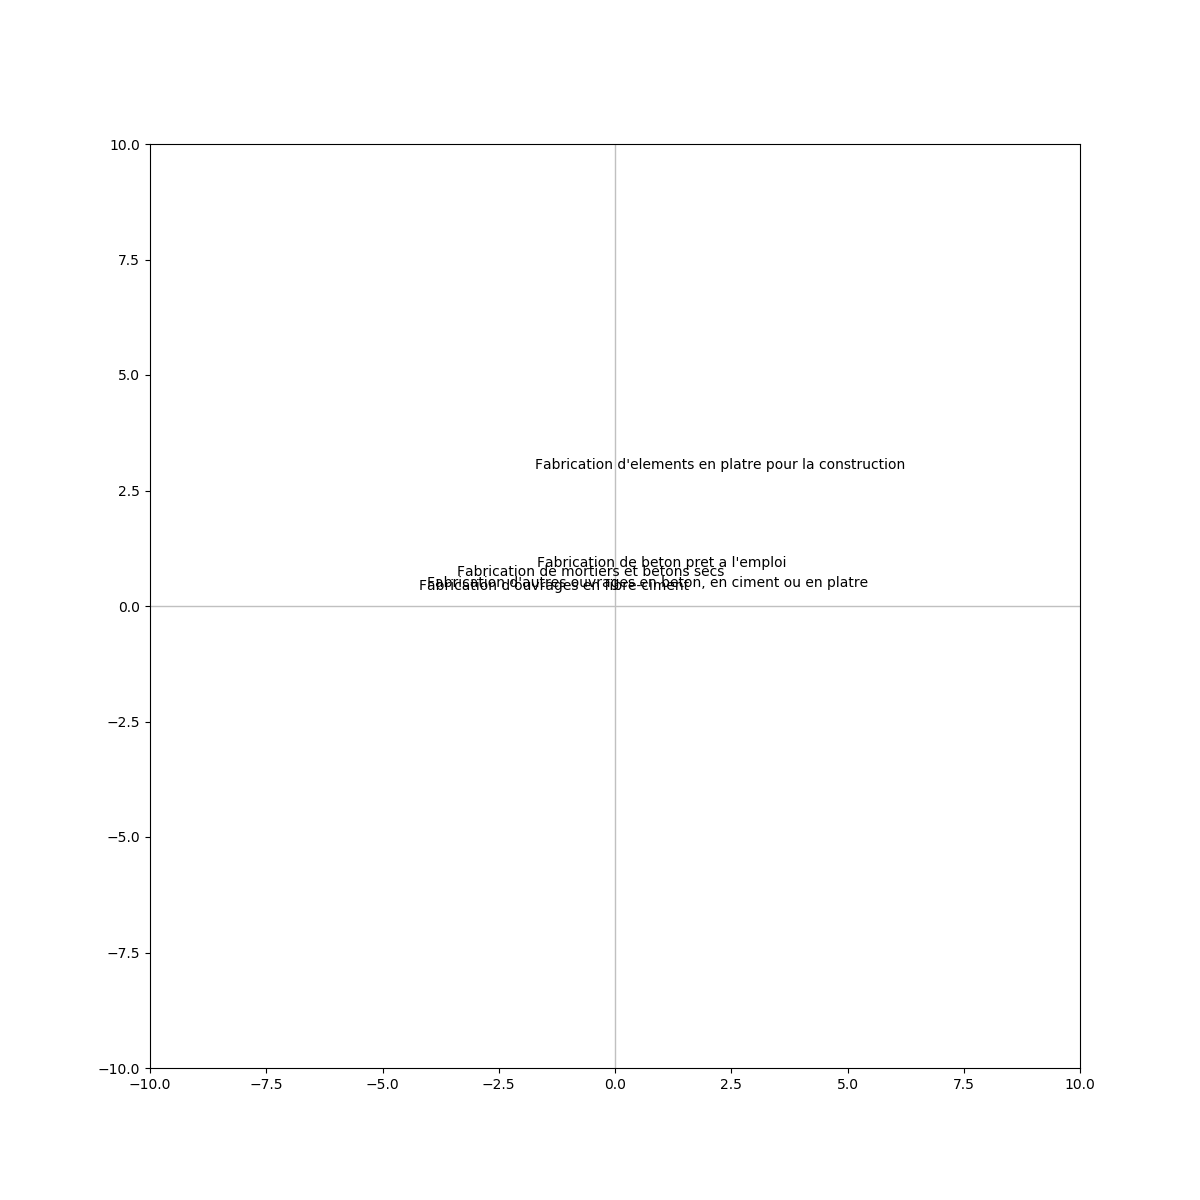 10.0
7.5
5.0
Fabrication d'elements en platre pour la construction
2.5
Fabrication de beton pret a l'emploi
Fabrication de mortiers et betons secs
Fabrication d'autres ouvrages en beton, en ciment ou en platre
Fabrication d'ouvrages en fibre-ciment
0.0
−2.5
−5.0
−7.5
−10.0
−10.0 −7.5 −5.0 −2.5 0.0 2.5 5.0 7.5 10.0